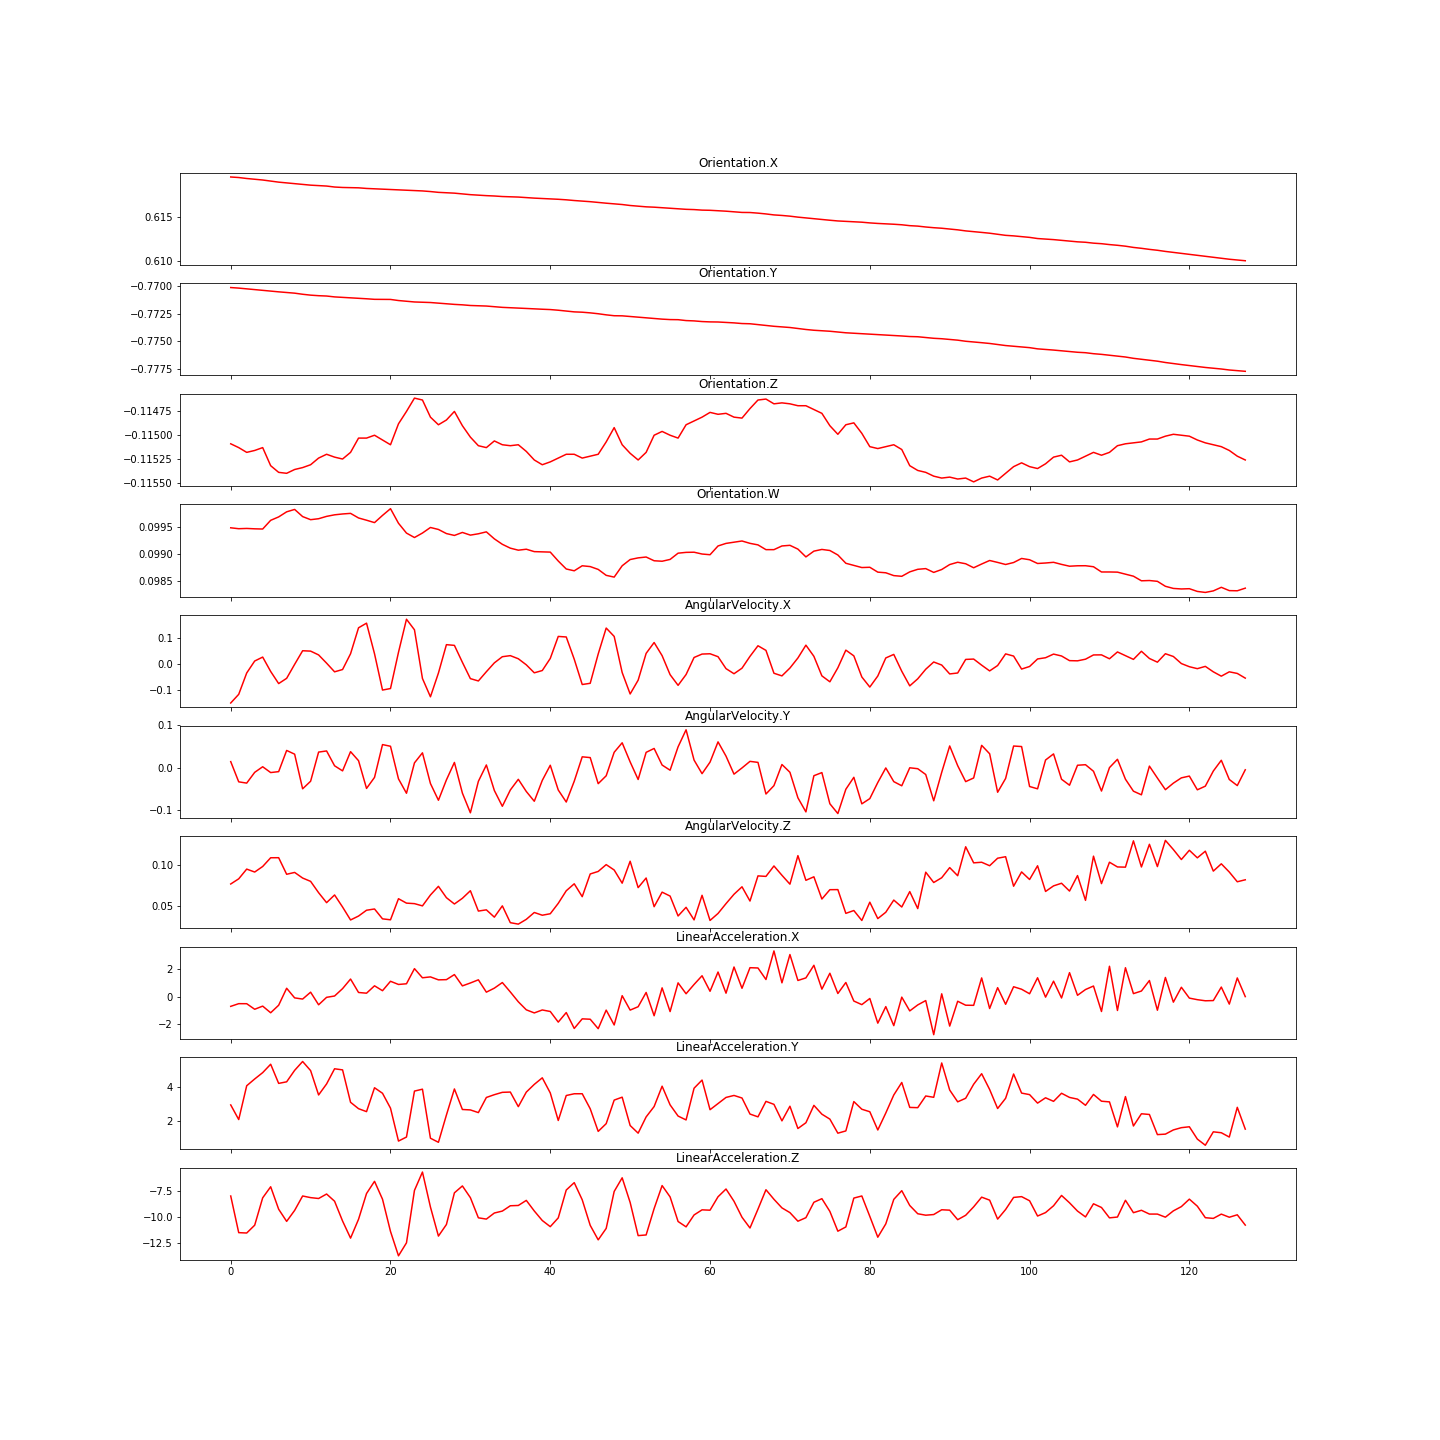 Orientation.X
0.615
0.610
Orientation.Y
−0.7700
−0.7725
−0.7750
−0.7775
Orientation.Z
−0.11475
−0.11500
−0.11525
−0.11550
Orientation.W
0.0995
0.0990
0.0985
AngularVelocity.X
0.1
0.0
−0.1
AngularVelocity.Y
0.1
0.0
−0.1
AngularVelocity.Z
0.10
0.05
LinearAcceleration.X
2
0
−2
LinearAcceleration.Y
4
2
LinearAcceleration.Z
−7.5
−10.0
−12.5
0 20 40 60 80 100 120